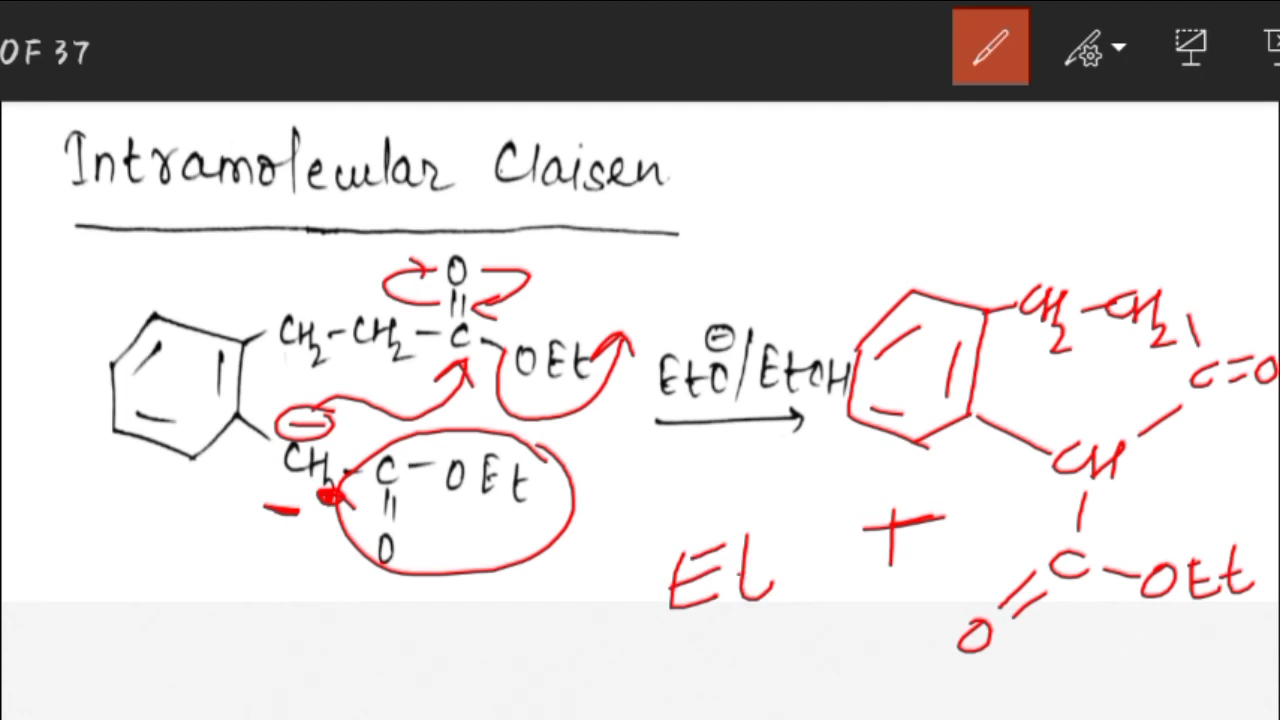 OF 37
Intramolecular Claisen
O
CH2-CH2-C
OEt
CH2-C-OEt
O
EtO⊖/EtOH
CH2-CH2
C=O
CH
C-OEt
O
+
Et